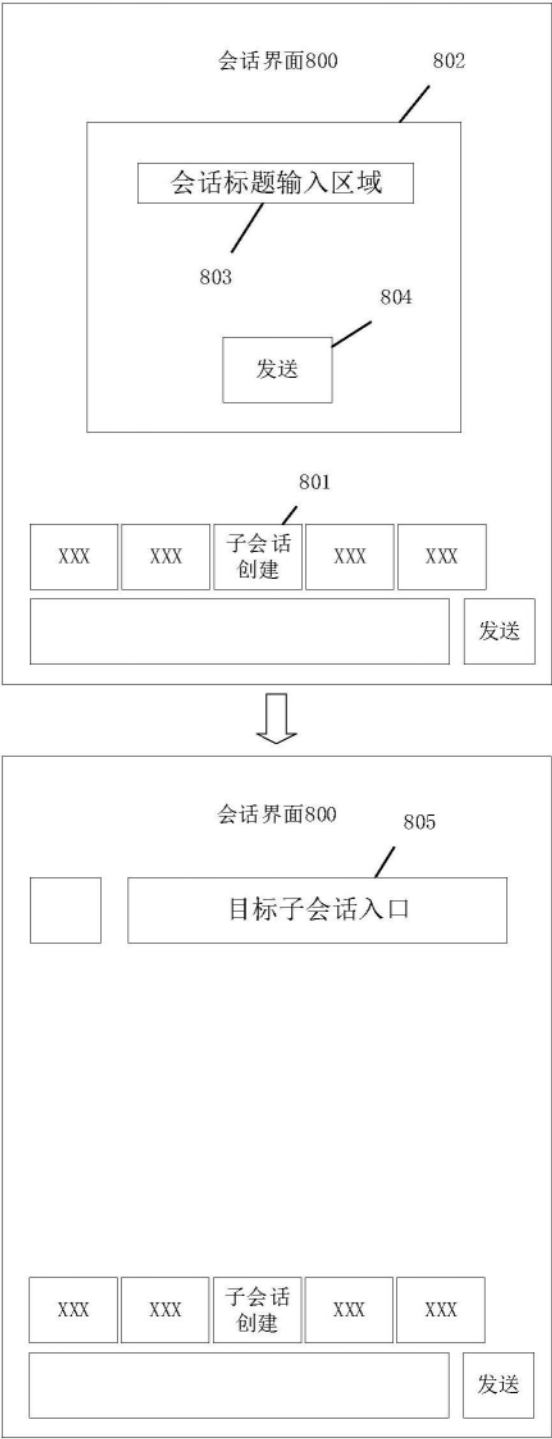 会话界面800
802
会话标题输入区域
803
804
发送
801
XXX
XXX
子会话
创建
XXX
XXX
发送
会话界面800
805
目标子会话入口
XXX
XXX
子会话
创建
XXX
XXX
发送